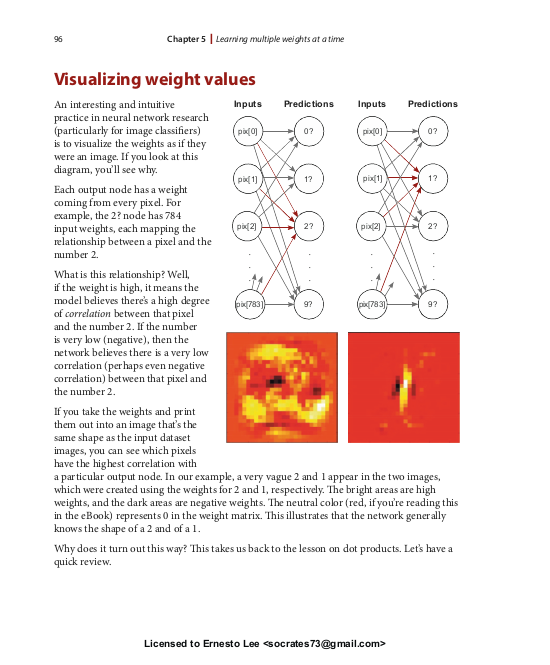 96
Chapter 5 | Learning multiple weights at a time
Visualizing weight values
An interesting and intuitive
practice in neural network research
(particularly for image classifiers)
is to visualize the weights as if they
were an image. If you look at this
diagram, you'll see why.
Each output node has a weight
coming from every pixel. For
example, the 2? node has 784
input weights, each mapping the
relationship between a pixel and the
number 2.
What is this relationship? Well,
if the weight is high, it means the
model believes there's a high degree
of correlation between that pixel
and the number 2. If the number
is very low (negative), then the
network believes there is a very low
correlation (perhaps even negative
correlation) between that pixel and
the number 2.
If you take the weights and print
them out into an image that's the
same shape as the input dataset
images, you can see which pixels
have the highest correlation with
a particular output node. In our example, a very vague 2 and 1 appear in the two images,
which were created using the weights for 2 and 1, respectively. The bright areas are high
weights, and the dark areas are negative weights. The neutral color (red, if you're reading this
in the eBook) represents 0 in the weight matrix. This illustrates that the network generally
knows the shape of a 2 and of a 1.
Why does it turn out this way? This takes us back to the lesson on dot products. Let's have a
quick review.
Inputs Predictions
pix[0] 0?
pix[1] 1?
pix[2] 2?
pix[783] 9?
Inputs Predictions
pix[0] 0?
pix[1] 1?
pix[2] 2?
pix[783] 9?
Licensed to Ernesto Lee <socrates73@gmail.com>